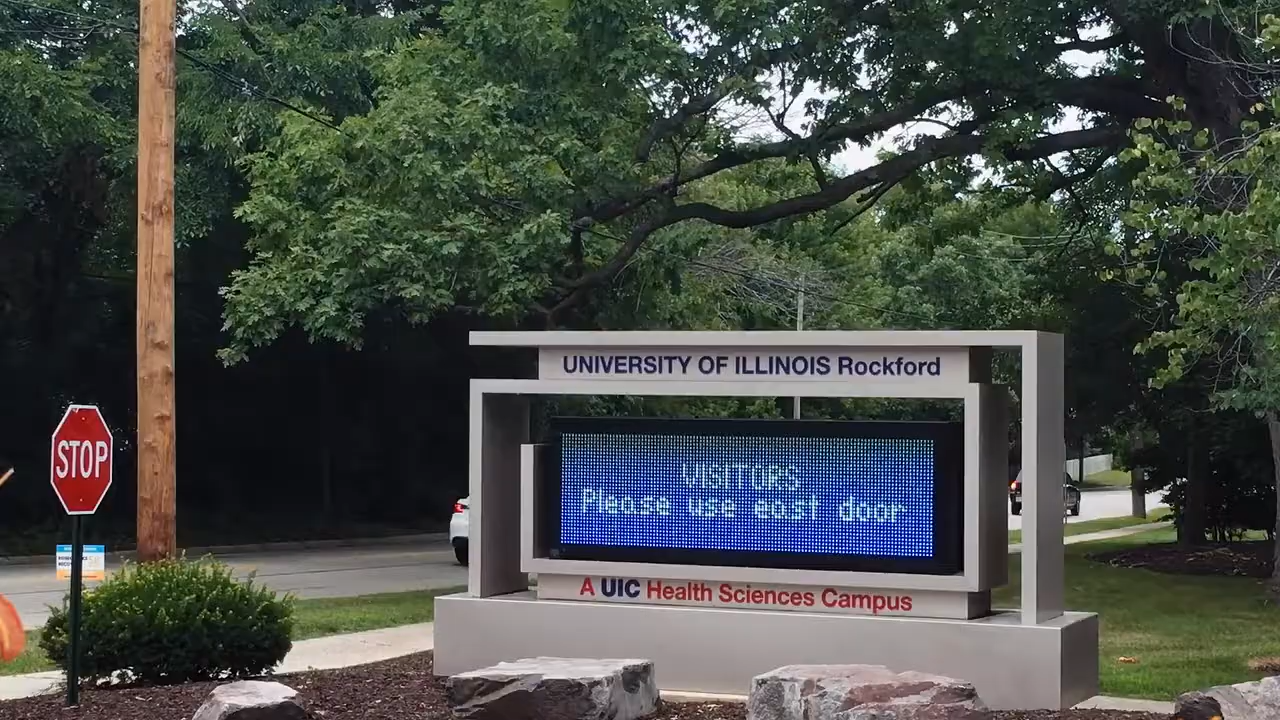 UNIVERSITY OF ILLINOIS Rockford
VISITORS
Please use east door
A UIC Health Sciences Campus
STOP